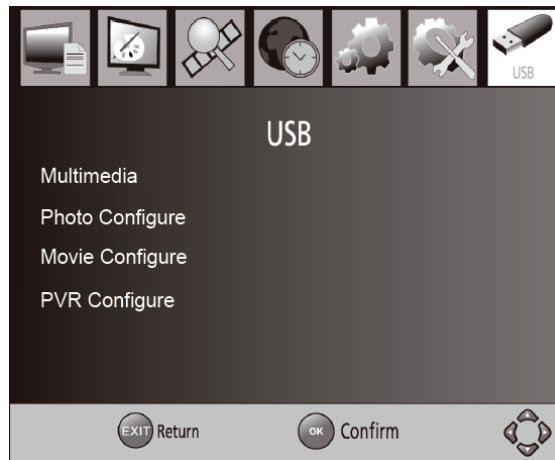 USB
USB
Multimedia
Photo Configure
Movie Configure
PVR Configure
EXIT Return
OK Confirm